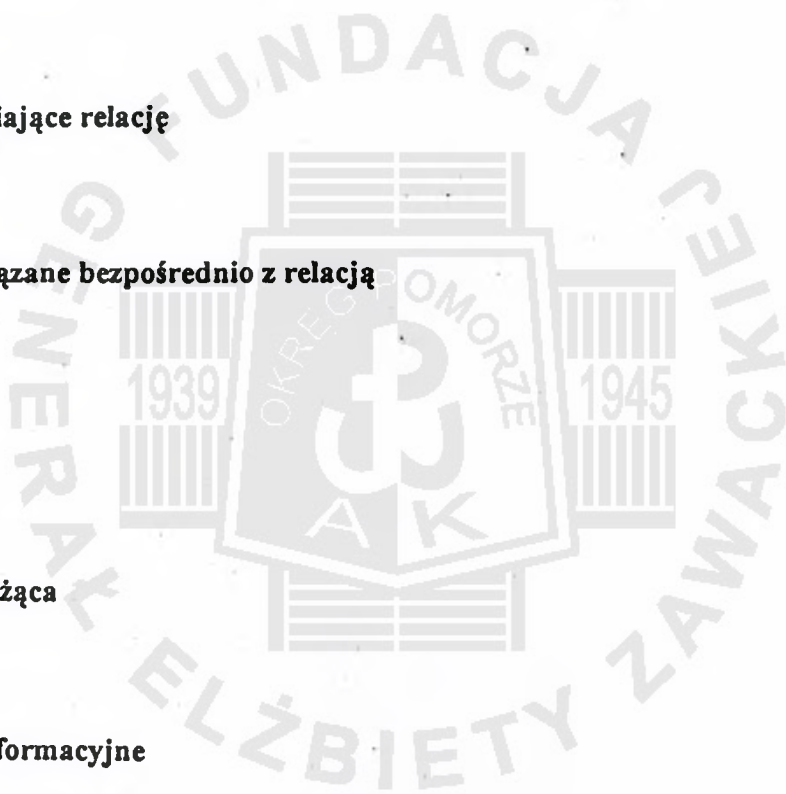 iające relację
ązane bezpośrednio z relacją
żąca
formacyjne
FUNDACJA GENERAŁ ELŻBIETY ZAWACKIEJ
OKRĘG POMORZE
1939
1945
AK